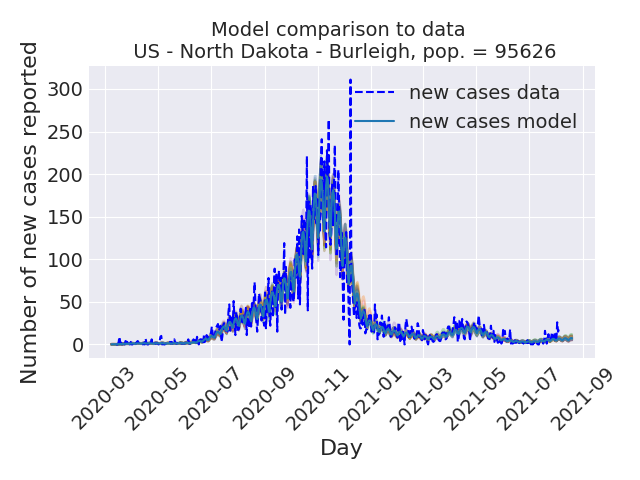 Model comparison to data
US - North Dakota - Burleigh, pop. = 95626
Number of new cases reported
300
250
200
150
100
50
0
new cases data
new cases model
2020-03
2020-05
2020-07
2020-09
2020-11
2021-01
2021-03
2021-05
2021-07
2021-09
Day